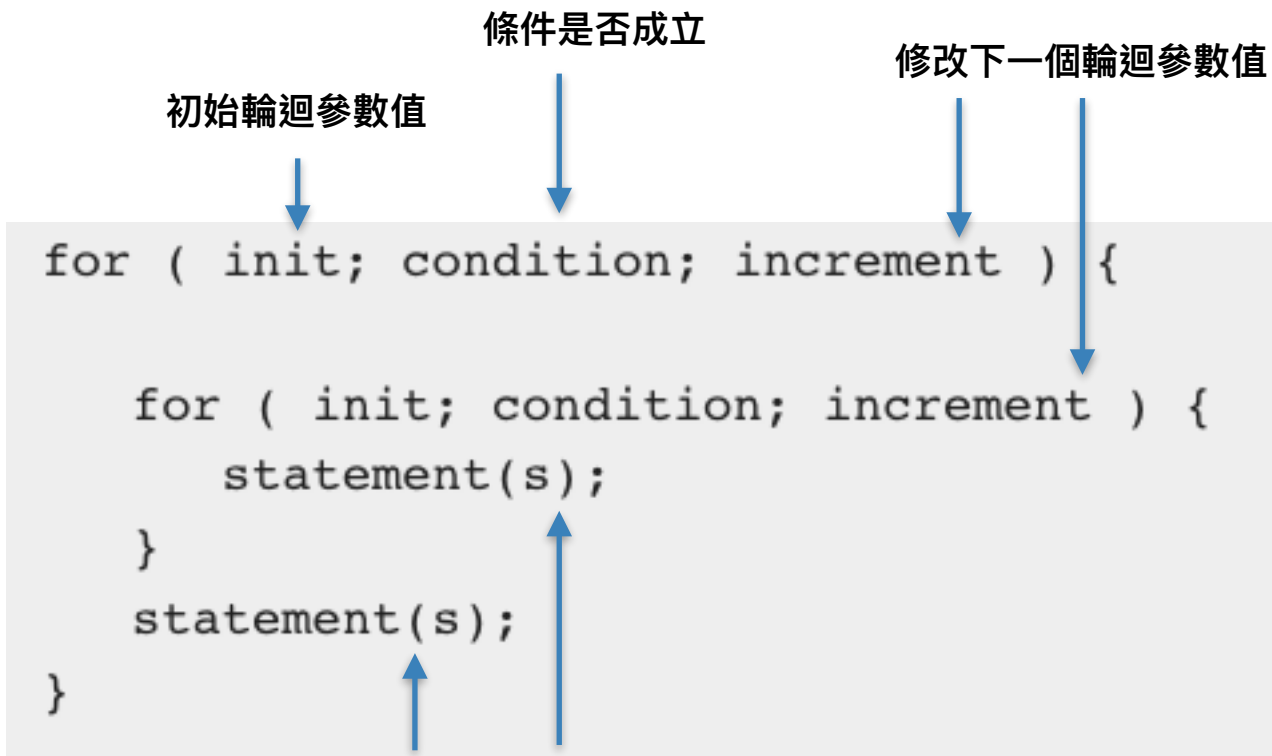 條件是否成立
修改下一個輪迴參數值
初始輪迴參數值
for ( init; condition; increment ) {
for ( init; condition; increment ) {
statement(s);
}
statement(s);
}